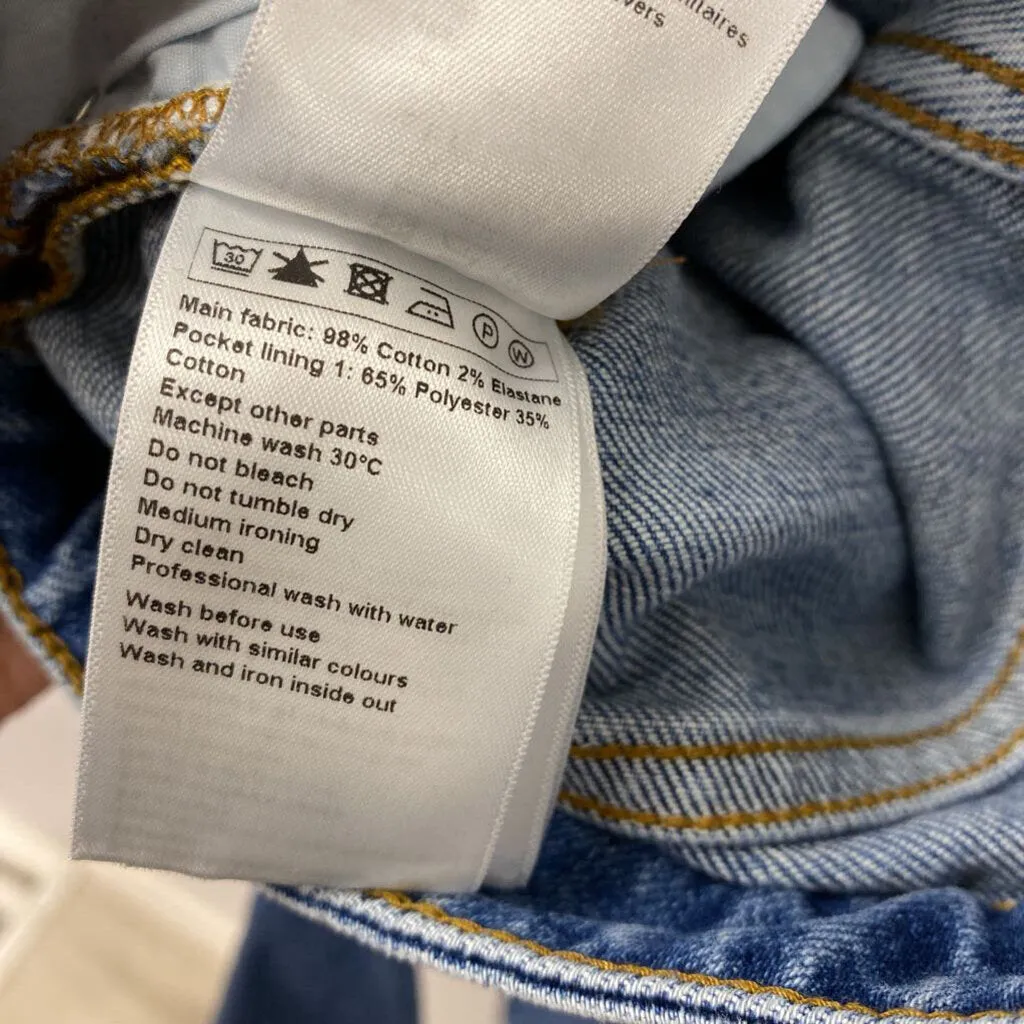 30
P W
Main fabric: 98% Cotton 2% Elastane
Pocket lining 1: 65% Polyester 35%
Cotton
Except other parts
Machine wash 30°C
Do not bleach
Do not tumble dry
Medium ironing
Dry clean
Professional wash with water
Wash before use
Wash with similar colours
Wash and iron inside out